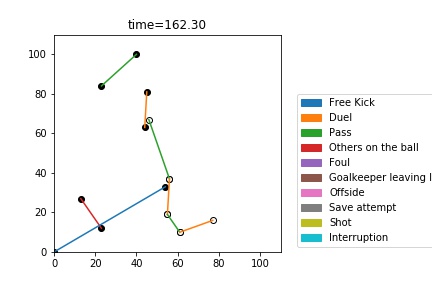 time=162.30
100
80
60
40
20
0
0 20 40 60 80 100
Free Kick
Duel
Pass
Others on the ball
Foul
Goalkeeper leaving l
Offside
Save attempt
Shot
Interruption